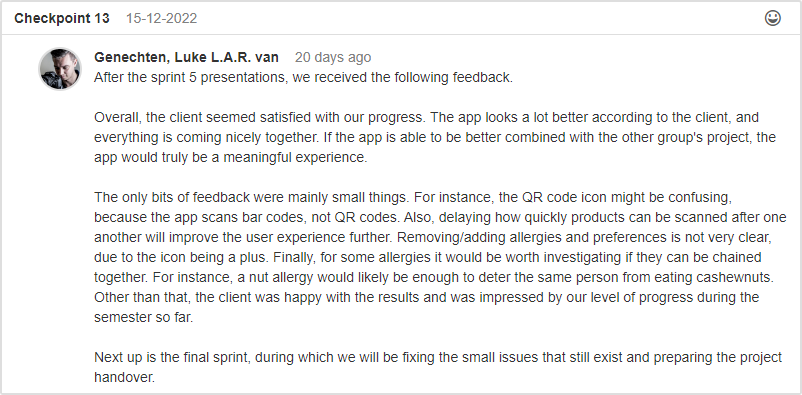 Checkpoint 13 15-12-2022
Genechten, Luke L.A.R. van 20 days ago
After the sprint 5 presentations, we received the following feedback.
Overall, the client seemed satisfied with our progress. The app looks a lot better according to the client, and
everything is coming nicely together. If the app is able to be better combined with the other group's project, the
app would truly be a meaningful experience.
The only bits of feedback were mainly small things. For instance, the QR code icon might be confusing,
because the app scans bar codes, not QR codes. Also, delaying how quickly products can be scanned after one
another will improve the user experience further. Removing/adding allergies and preferences is not very clear,
due to the icon being a plus. Finally, for some allergies it would be worth investigating if they can be chained
together. For instance, a nut allergy would likely be enough to deter the same person from eating cashewnuts.
Other than that, the client was happy with the results and was impressed by our level of progress during the
semester so far.
Next up is the final sprint, during which we will be fixing the small issues that still exist and preparing the project
handover.